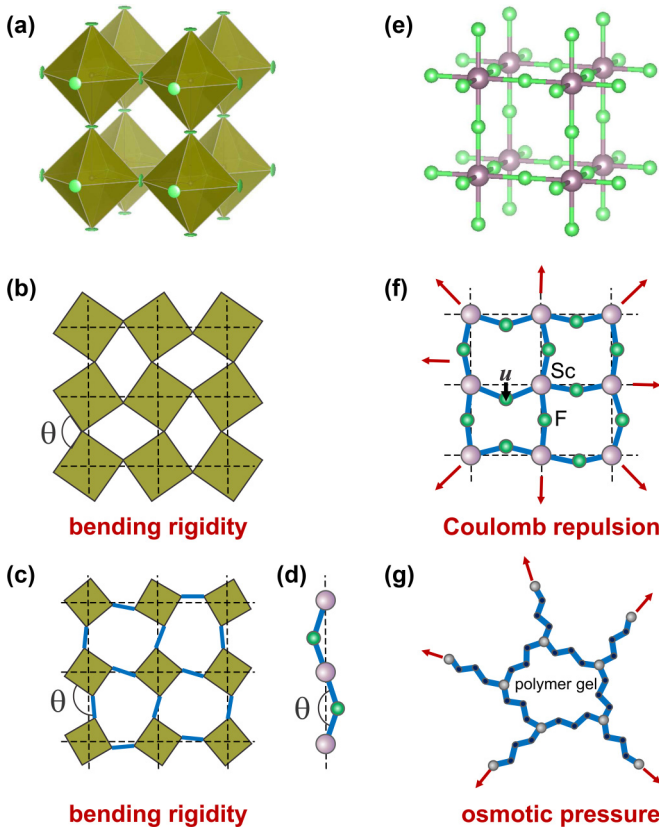 (a)
(e)
(b)
θ
bending rigidity
(f)
u
Sc
F
Coulomb repulsion
(c)
θ
bending rigidity
(d)
θ
(g)
polymer gel
osmotic pressure